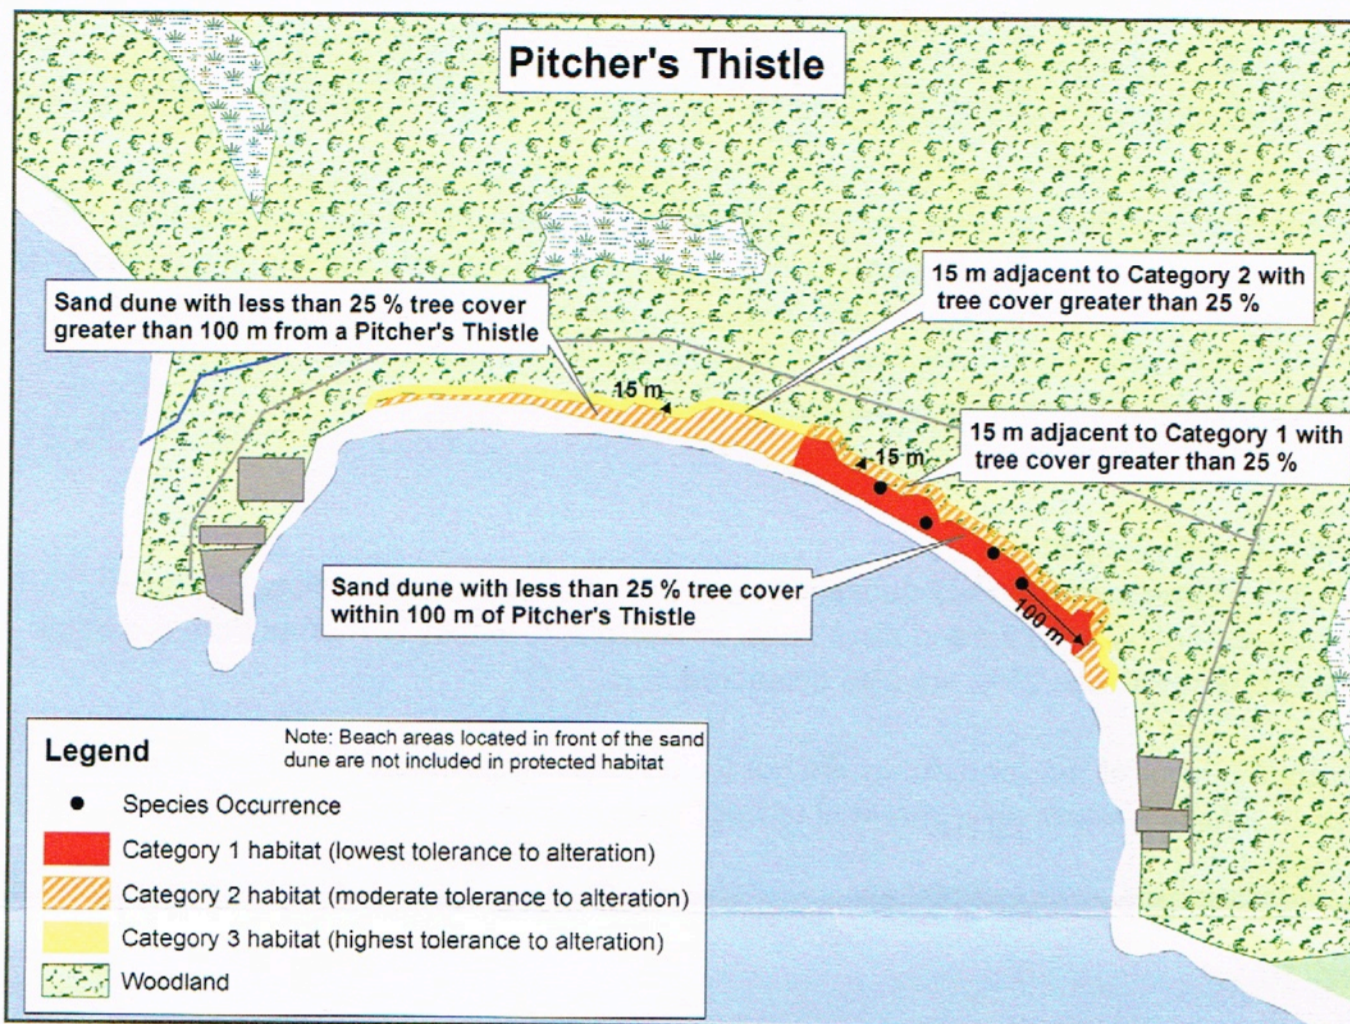 Pitcher's Thistle
15 m adjacent to Category 2 with
tree cover greater than 25 %
Sand dune with less than 25 % tree cover
greater than 100 m from a Pitcher's Thistle
15 m
15 m adjacent to Category 1 with
tree cover greater than 25 %
15 m
Sand dune with less than 25 % tree cover
within 100 m of Pitcher's Thistle
100 m
Legend
Note: Beach areas located in front of the sand
dune are not included in protected habitat
Species Occurrence
Category 1 habitat (lowest tolerance to alteration)
Category 2 habitat (moderate tolerance to alteration)
Category 3 habitat (highest tolerance to alteration)
Woodland